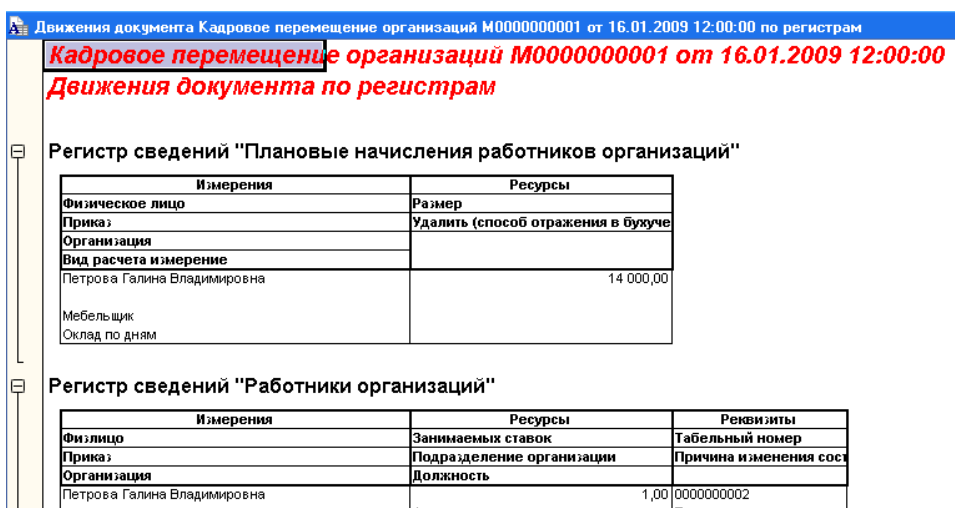 Движения документа Кадровое перемещение организаций М0000000001 от 16.01.2009 12:00:00 по регистрам
Кадровое перемещение организаций М0000000001 от 16.01.2009 12:00:00
Движения документа по регистрам
Регистр сведений "Плановые начисления работников организаций"
Измерения Ресурсы
Физическое лицо Размер
Приказ Удалить (способ отражения в бухуче
Организация
Вид расчета измерение
Петрова Галина Владимировна 14 000,00
Мебельщик
Оклад по дням
Регистр сведений "Работники организаций"
Измерения Ресурсы Реквизиты
Физлицо Занимаемых ставок Табельный номер
Приказ Подразделение организации Причина изменения сост
Организация Должность
Петрова Галина Владимировна 1,00 0000000002